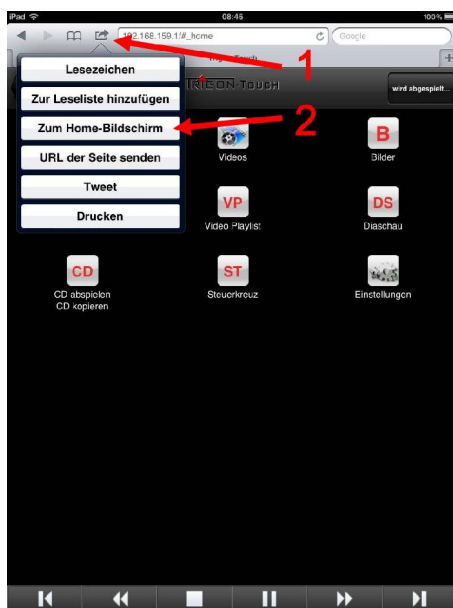 iPad
08:46
100%
192.168.159.1/#_home
Google
Lesezeichen
Zur Leseliste hinzufügen
Zum Home-Bildschirm
URL der Seite senden
Tweet
Drucken
1
2
TRIEON-TOUCH
wird abgespielt...
Videos
B
Bilder
VP
Video Playlist
DS
Diaschau
CD
CD abspielen
CD kopieren
ST
Steuerkreuz
Einstellungen